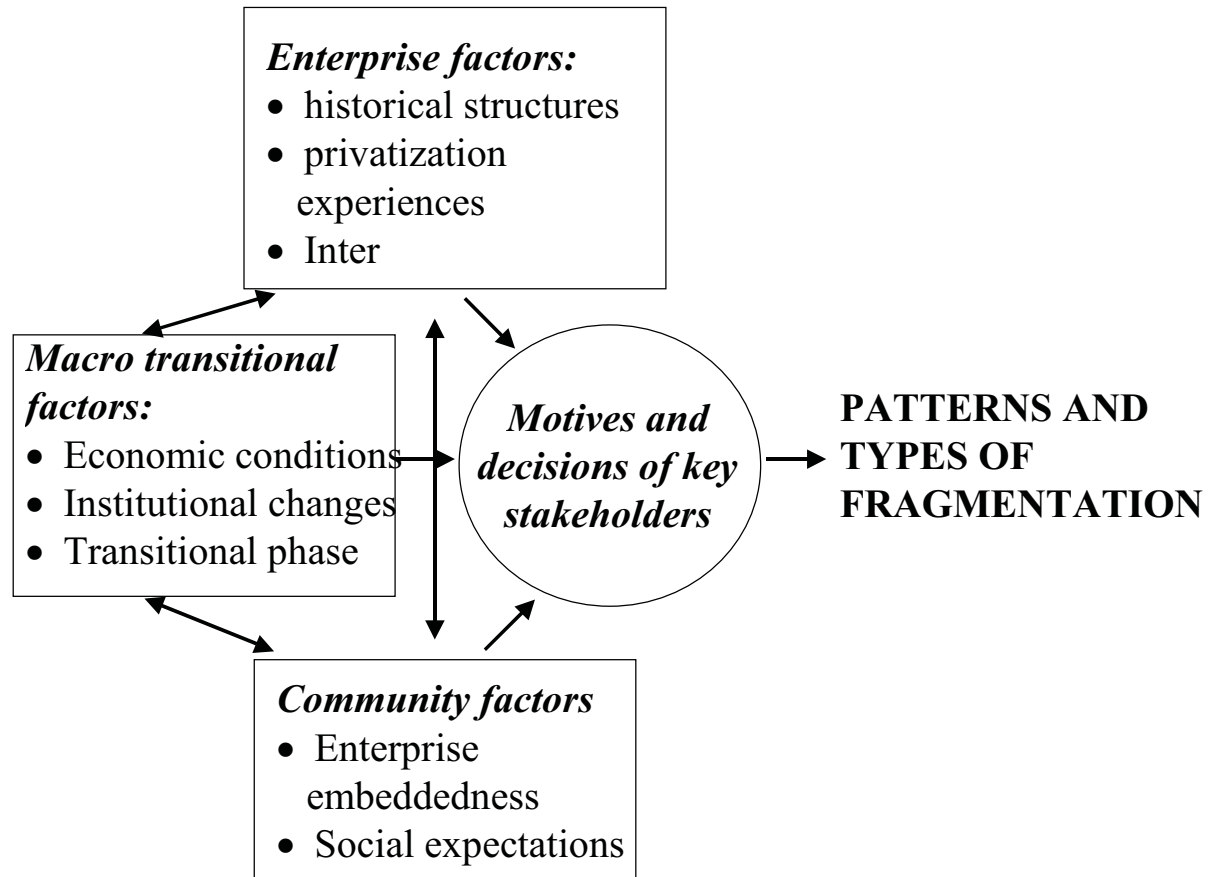 Enterprise factors:
• historical structures
• privatization
experiences
• Inter
Macro transitional
factors:
• Economic conditions
• Institutional changes
• Transitional phase
Motives and
decisions of key
stakeholders
PATTERNS AND
TYPES OF
FRAGMENTATION
Community factors
• Enterprise
embeddedness
• Social expectations